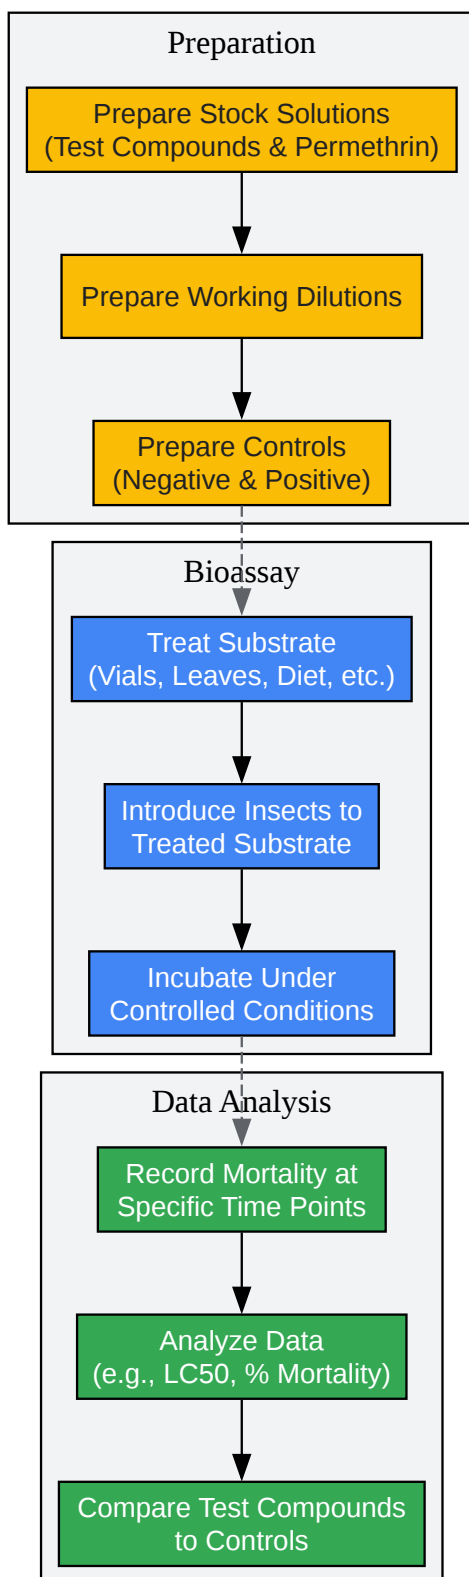 Preparation
Prepare Stock Solutions
(Test Compounds & Permethrin)
Prepare Working Dilutions
Prepare Controls
(Negative & Positive)
Bioassay
Treat Substrate
(Vials, Leaves, Diet, etc.)
Introduce Insects to
Treated Substrate
Incubate Under
Controlled Conditions
Data Analysis
Record Mortality at
Specific Time Points
Analyze Data
(e.g., LC50, % Mortality)
Compare Test Compounds
to Controls